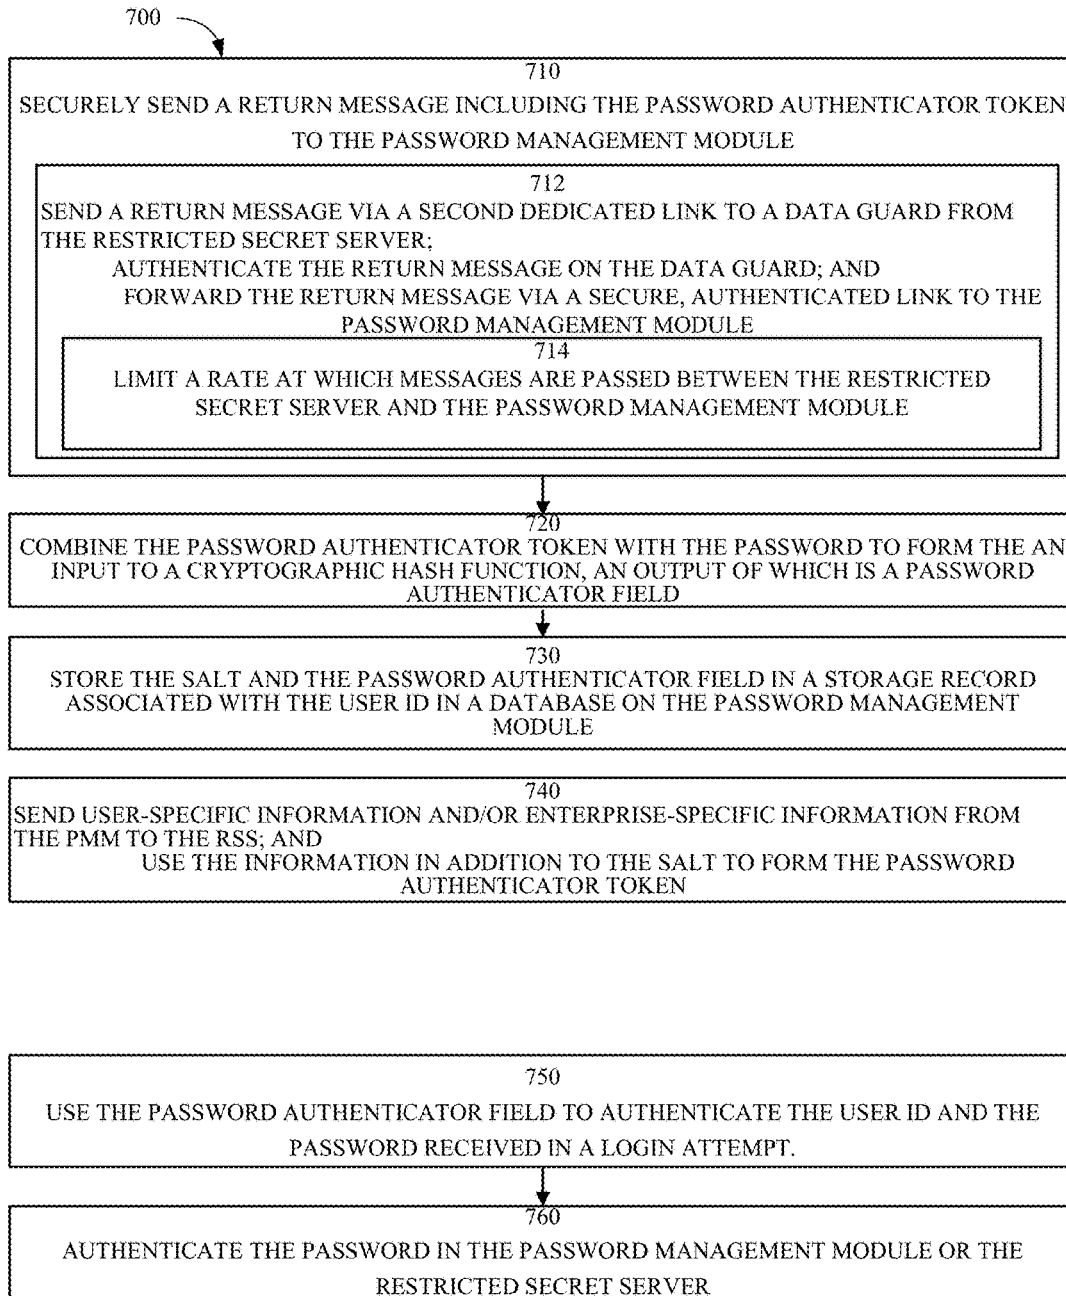 700
710
SECURELY SEND A RETURN MESSAGE INCLUDING THE PASSWORD AUTHENTICATOR TOKEN
TO THE PASSWORD MANAGEMENT MODULE
712
SEND A RETURN MESSAGE VIA A SECOND DEDICATED LINK TO A DATA GUARD FROM
THE RESTRICTED SECRET SERVER;
AUTHENTICATE THE RETURN MESSAGE ON THE DATA GUARD; AND
FORWARD THE RETURN MESSAGE VIA A SECURE, AUTHENTICATED LINK TO THE
PASSWORD MANAGEMENT MODULE
714
LIMIT A RATE AT WHICH MESSAGES ARE PASSED BETWEEN THE RESTRICTED
SECRET SERVER AND THE PASSWORD MANAGEMENT MODULE
720
COMBINE THE PASSWORD AUTHENTICATOR TOKEN WITH THE PASSWORD TO FORM THE AN
INPUT TO A CRYPTOGRAPHIC HASH FUNCTION, AN OUTPUT OF WHICH IS A PASSWORD
AUTHENTICATOR FIELD
730
STORE THE SALT AND THE PASSWORD AUTHENTICATOR FIELD IN A STORAGE RECORD
ASSOCIATED WITH THE USER ID IN A DATABASE ON THE PASSWORD MANAGEMENT
MODULE
740
SEND USER-SPECIFIC INFORMATION AND/OR ENTERPRISE-SPECIFIC INFORMATION FROM
THE PMM TO THE RSS; AND
USE THE INFORMATION IN ADDITION TO THE SALT TO FORM THE PASSWORD
AUTHENTICATOR TOKEN
750
USE THE PASSWORD AUTHENTICATOR FIELD TO AUTHENTICATE THE USER ID AND THE
PASSWORD RECEIVED IN A LOGIN ATTEMPT.
760
AUTHENTICATE THE PASSWORD IN THE PASSWORD MANAGEMENT MODULE OR THE
RESTRICTED SECRET SERVER